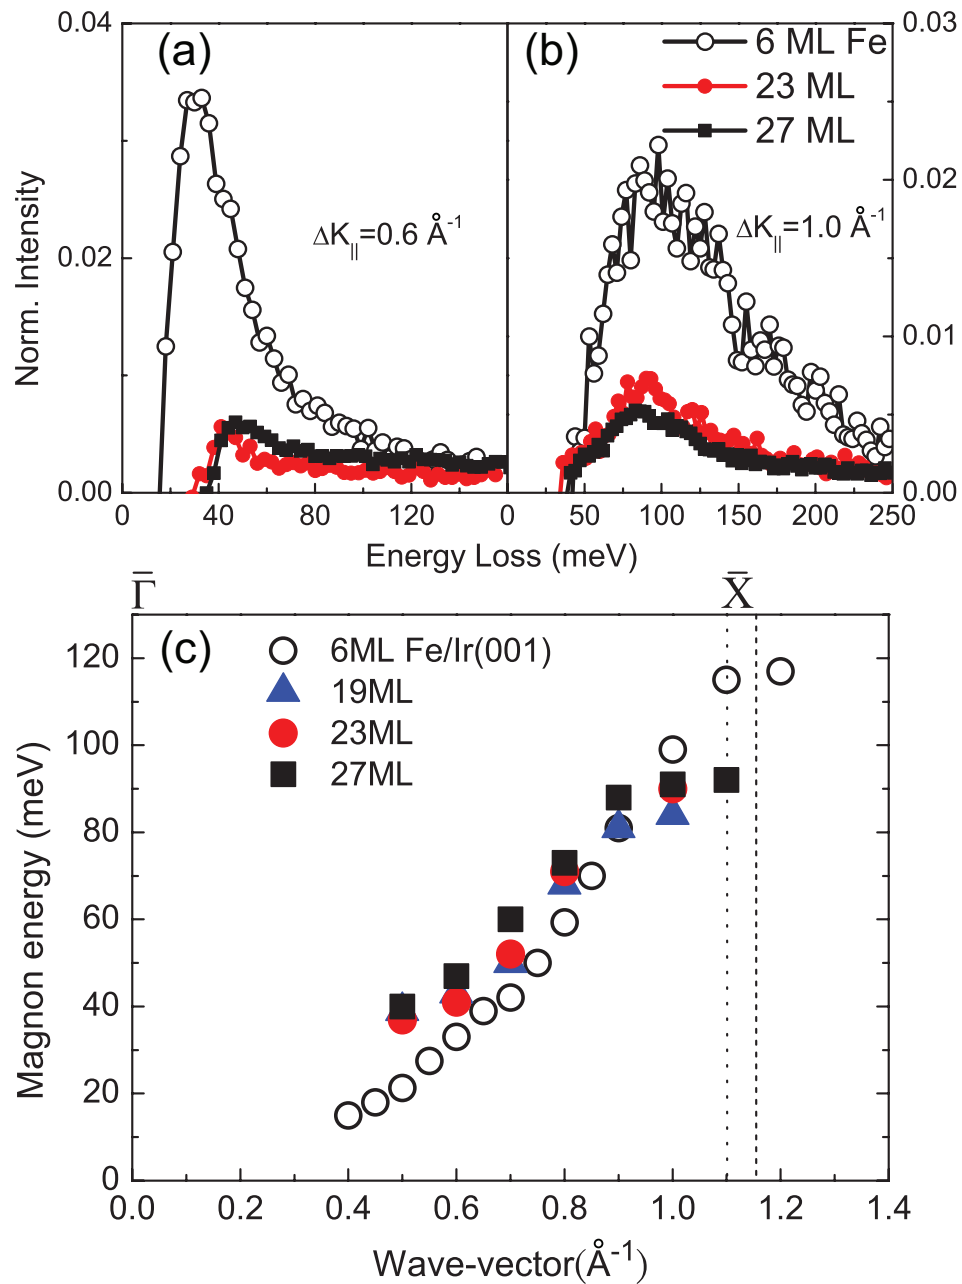 (a)
ΔK||=0.6 Å-1
0.04
0.02
0.00
Norm. Intensity
0 40 80 120 0
(b)
6 ML Fe
23 ML
27 ML
ΔK||=1.0 Å-1
0.03
0.02
0.01
0.00
50 100 150 200 250
Energy Loss (meV)
Γ̄ X̄
(c)
6ML Fe/Ir(001)
19ML
23ML
27ML
120
100
80
60
40
20
0
Magnon energy (meV)
0.0 0.2 0.4 0.6 0.8 1.0 1.2 1.4
Wave-vector(Å-1)